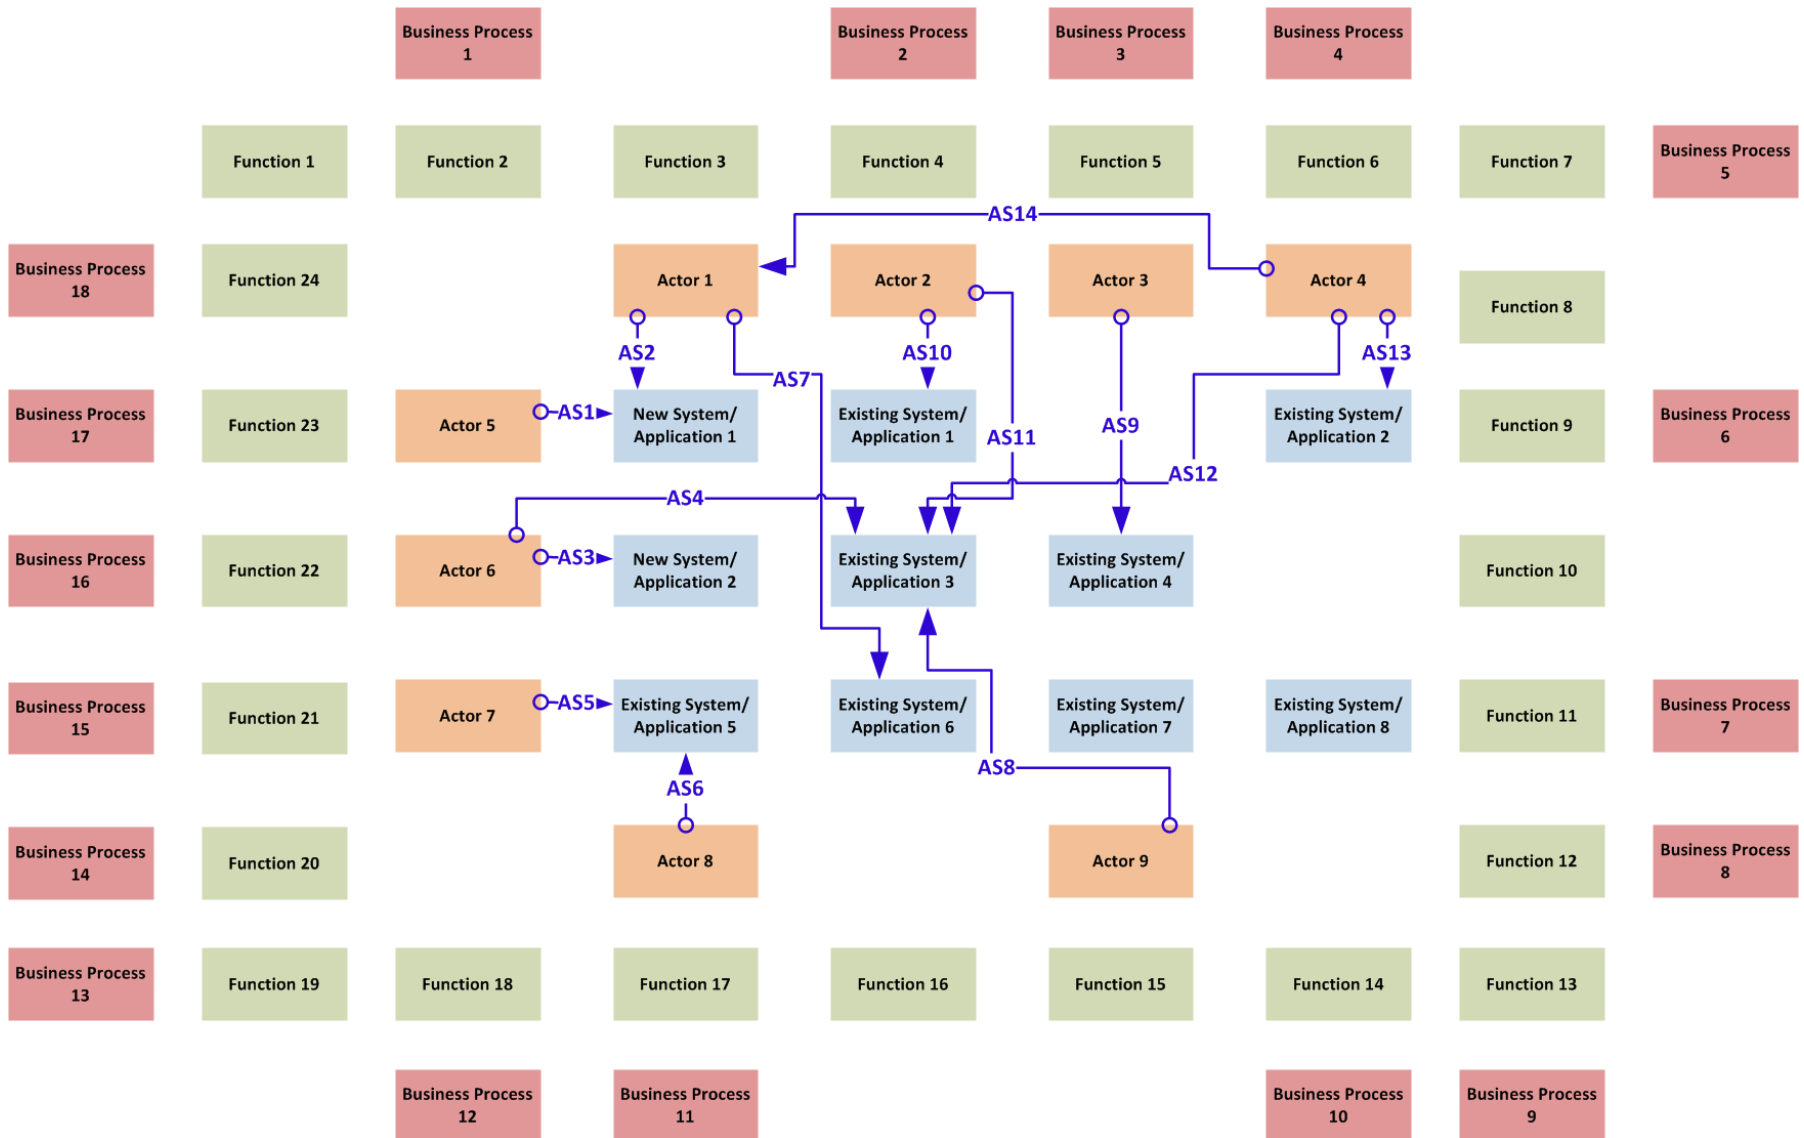 Business Process
1
Business Process
2
Business Process
3
Business Process
4
Function 1
Function 2
Function 3
Function 4
Function 5
Function 6
Function 7
Business Process
5
AS14
Business Process
18
Function 24
Actor 1
Actor 2
Actor 3
Actor 4
Function 8
AS2
AS10
AS13
AS7
Business Process
17
Function 23
Actor 5
AS1
New System/
Application 1
Existing System/
Application 1
AS11
AS9
Existing System/
Application 2
Function 9
Business Process
6
AS12
AS4
Business Process
16
Function 22
Actor 6
AS3
New System/
Application 2
Existing System/
Application 3
Existing System/
Application 4
Function 10
Business Process
15
Function 21
Actor 7
AS5
Existing System/
Application 5
Existing System/
Application 6
Existing System/
Application 7
Existing System/
Application 8
Function 11
Business Process
7
AS8
AS6
Business Process
14
Function 20
Actor 8
Actor 9
Function 12
Business Process
8
Business Process
13
Function 19
Function 18
Function 17
Function 16
Function 15
Function 14
Function 13
Business Process
12
Business Process
11
Business Process
10
Business Process
9